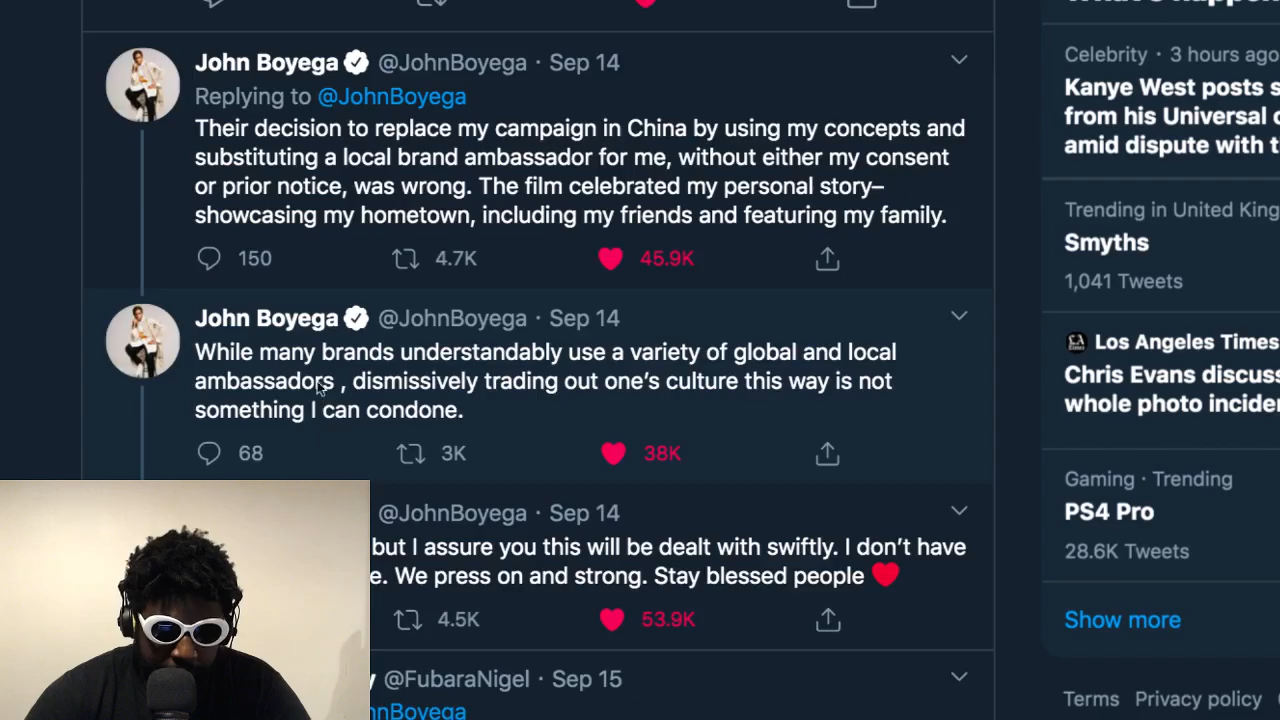 John Boyega @JohnBoyega · Sep 14
Replying to @JohnBoyega
Their decision to replace my campaign in China by using my concepts and
substituting a local brand ambassador for me, without either my consent
or prior notice, was wrong. The film celebrated my personal story–
showcasing my hometown, including my friends and featuring my family.
150 4.7K 45.9K
John Boyega @JohnBoyega · Sep 14
While many brands understandably use a variety of global and local
ambassadors , dismissively trading out one’s culture this way is not
something I can condone.
68 3K 38K
@JohnBoyega · Sep 14
but I assure you this will be dealt with swiftly. I don’t have
e. We press on and strong. Stay blessed people ❤️
4.5K 53.9K
y @FubaraNigel · Sep 15
hnBoyega
Celebrity · 3 hours ago
Kanye West posts s
from his Universal
amid dispute with t
Trending in United King
Smyths
1,041 Tweets
Los Angeles Times
Chris Evans discuss
whole photo incider
Gaming · Trending
PS4 Pro
28.6K Tweets
Show more
Terms Privacy policy